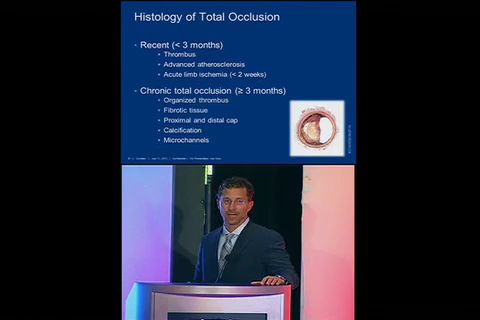 Histology of Total Occlusion
Recent (< 3 months)
Thrombus
Advanced atherosclerosis
Acute limb ischemia (< 2 weeks)
Chronic total occlusion (≥ 3 months)
Organized thrombus
Fibrotic tissue
Proximal and distal cap
Calcification
Microchannels